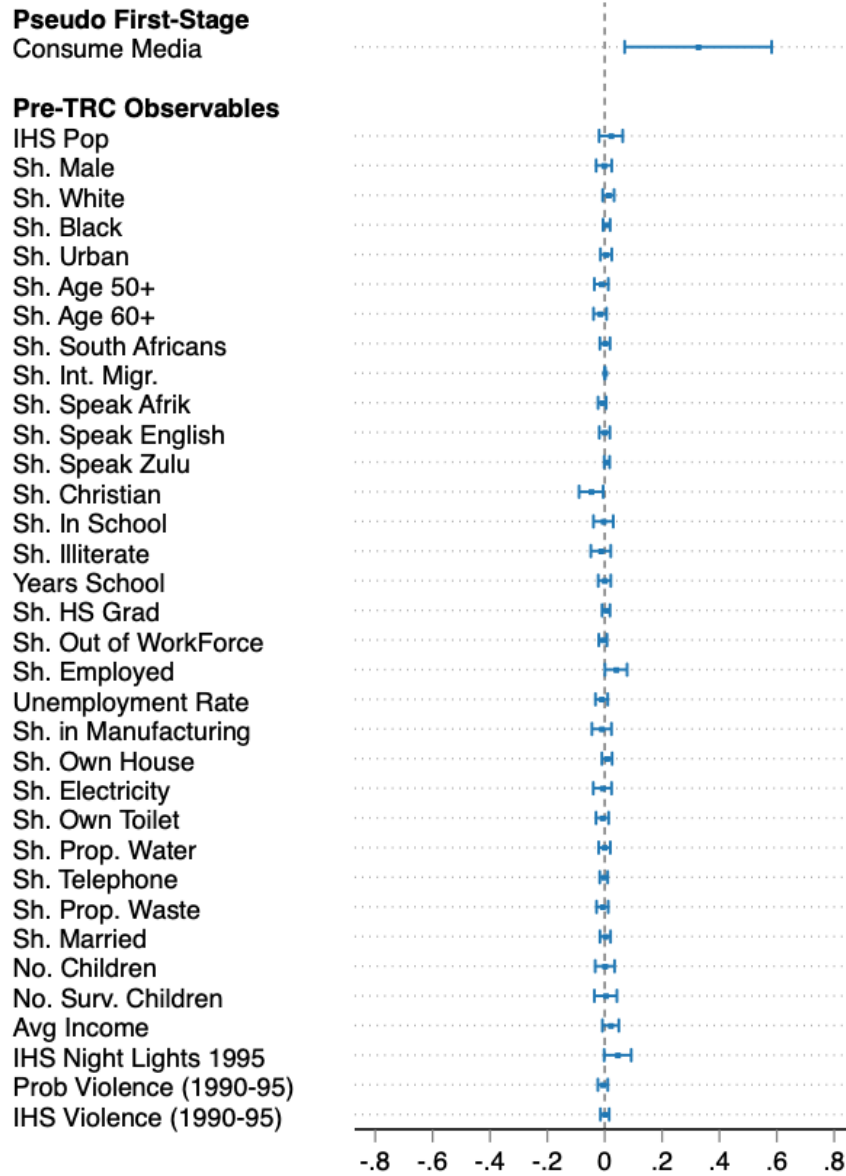 Pseudo First-Stage
Consume Media
Pre-TRC Observables
IHS Pop
Sh. Male
Sh. White
Sh. Black
Sh. Urban
Sh. Age 50+
Sh. Age 60+
Sh. South Africans
Sh. Int. Migr.
Sh. Speak Afrik
Sh. Speak English
Sh. Speak Zulu
Sh. Christian
Sh. In School
Sh. Illiterate
Years School
Sh. HS Grad
Sh. Out of WorkForce
Sh. Employed
Unemployment Rate
Sh. in Manufacturing
Sh. Own House
Sh. Electricity
Sh. Own Toilet
Sh. Prop. Water
Sh. Telephone
Sh. Prop. Waste
Sh. Married
No. Children
No. Surv. Children
Avg Income
IHS Night Lights 1995
Prob Violence (1990-95)
IHS Violence (1990-95)
-.8 -.6 -.4 -.2 0 .2 .4 .6 .8